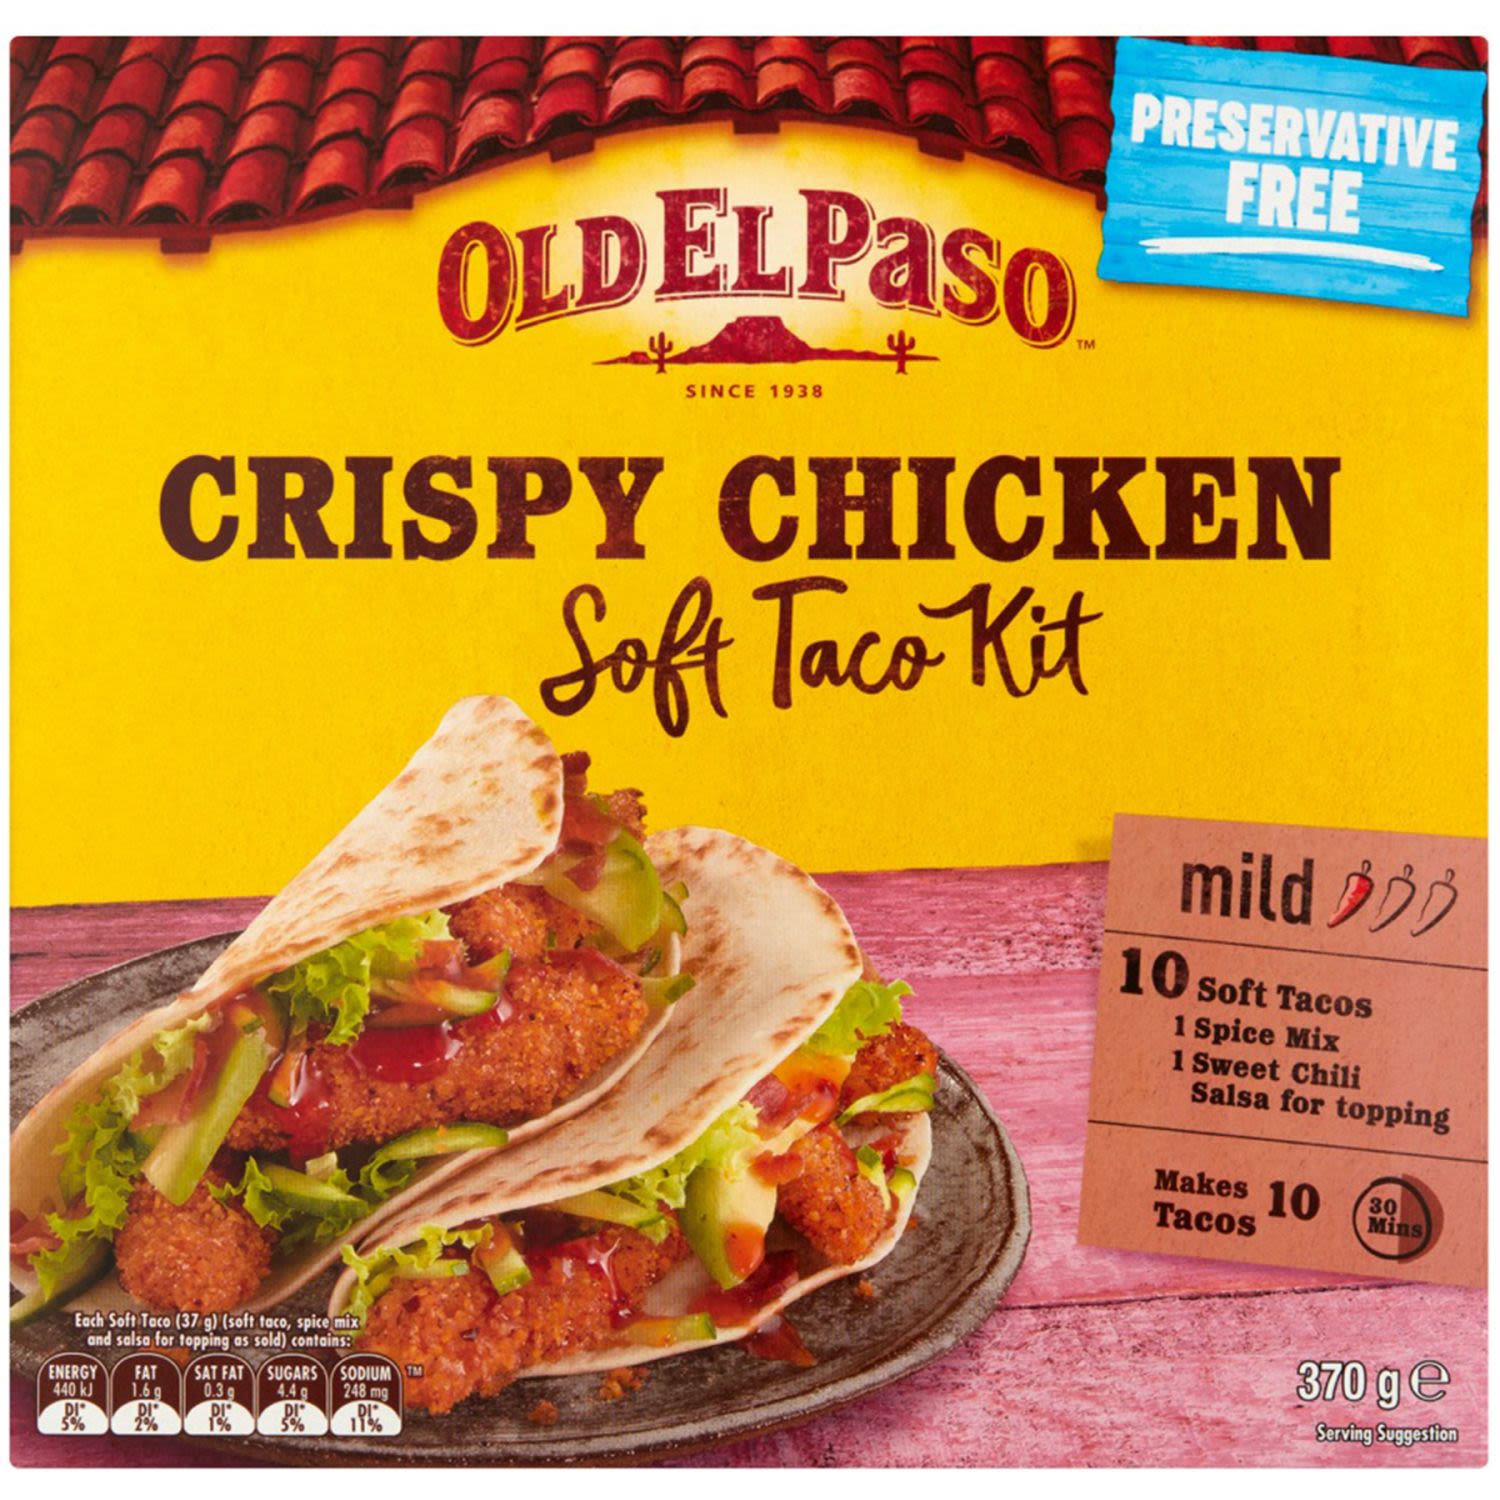 PRESERVATIVE
FREE
OLD EL PASO™
SINCE 1938
CRISPY CHICKEN
Soft Taco Kit
mild
10 Soft Tacos
1 Spice Mix
1 Sweet Chili
Salsa for topping
Makes 10
Tacos
30
Mins
Each Soft Taco (37 g) (soft taco, spice mix
and salsa for topping as sold) contains:
ENERGY FAT SAT FAT SUGARS SODIUM ™
440 kJ 1.6 g 0.3 g 4.4 g 248 mg
DI* DI* DI* DI* DI*
5% 2% 1% 5% 11%
370 g e
Serving Suggestion